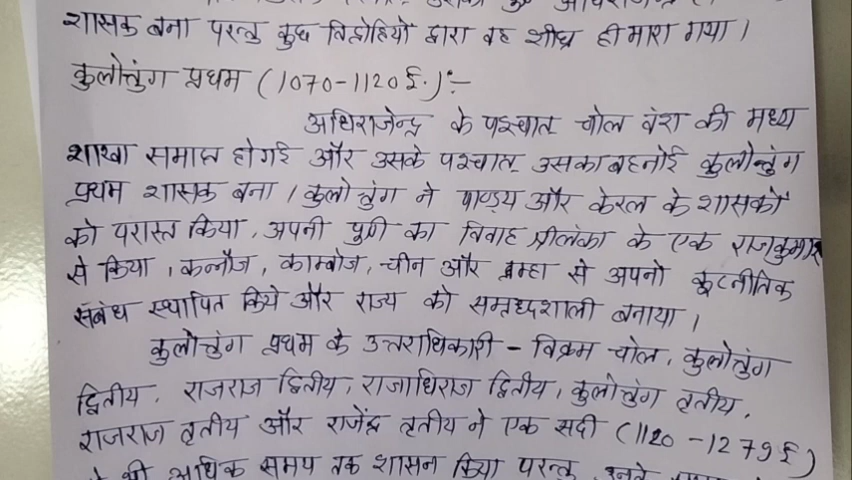 शासक बना परन्तु कुछ विद्रोहियों द्वारा वह शीघ्र ही मारा गया।
कुलोत्तुंग प्रथम (1070-1120ई.):-
अधिराजेन्द्र के पश्चात् चोल वंश की मध्य
शाखा समाप्त होगई और उसके पश्चात् उसका बहनोई कुलोत्तुंग
प्रथम शासक बना। कुलोत्तुंग ने पाण्ड्य और केरल के शासकों
को परास्त किया, अपनी पुत्री का विवाह श्रीलंका के एक राजकुमार
से किया। कन्नौज, काम्बोज, चीन और ब्रम्हा से अपनो कूटनीतिक
संबंध स्थापित किये और राज्य को समृध्दशाली बनाया।
कुलोत्तुंग प्रथम के उत्तराधिकारी - विक्रम चोल, कुलोत्तुंग
द्वितीय, राजराज द्वितीय, राजाधिराज द्वितीय, कुलोत्तुंग तृतीय,
राजराज तृतीय और राजेंद्र तृतीय ने एक सदी (1120-1279ई)
से भी अधिक समय तक शासन किया परन्तु